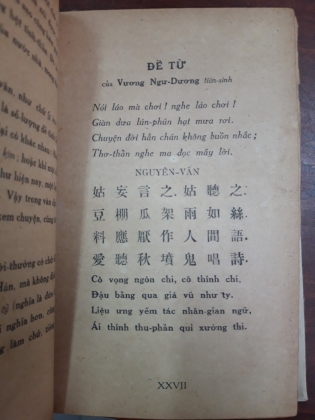 ĐỀ TỪ
của Vương Ngư-Dương tiên-sinh
Nói láo mà chơi ! nghe láo chơi !
Giàn dưa lún-phún hạt mưa rơi.
Chuyện đời hẳn chán không buồn nhắc ;
Thơ-thẩn nghe ma đọc mấy lời.
NGUYÊN-VĂN
姑妄言之, 姑聽之.
豆棚瓜架雨如絲.
料應厭作人間語,
愛聽秋墳鬼唱詩.
Cô vọng ngôn chi, cô thính chi,
Đậu bằng qua giá vũ như ty.
Liệu ưng yếm tác nhân-gian ngữ,
Ái thính thu-phần quỉ xướng thi.
XXVII